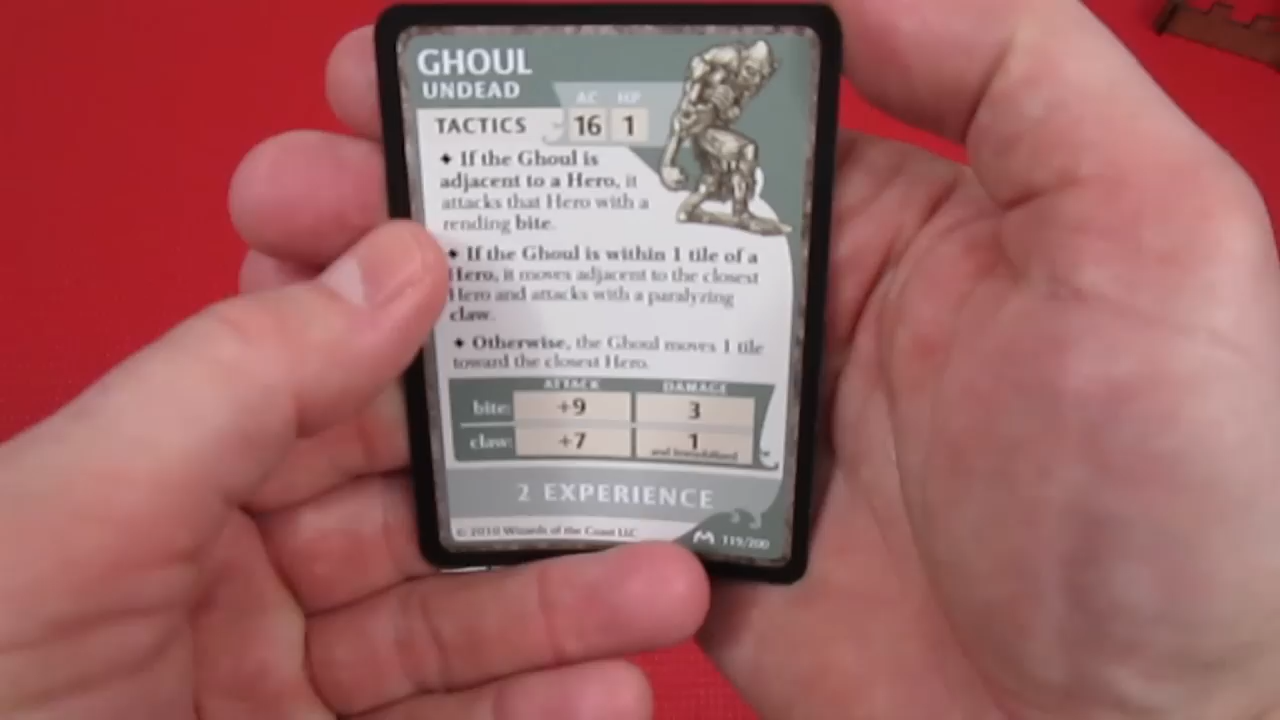 GHOUL
UNDEAD
AC HP
TACTICS 16 1
If the Ghoul is
adjacent to a Hero, it
attacks that Hero with a
rending bite.
If the Ghoul is within 1 tile of a
Hero, it moves adjacent to the closest
Hero and attacks with a paralyzing
claw.
Otherwise, the Ghoul moves 1 tile
toward the closest Hero.
ATTACK DAMAGE
bite: +9 3
claw: +7 1
and Immobilized
2 EXPERIENCE
© 2010 Wizards of the Coast LLC
M 119/200